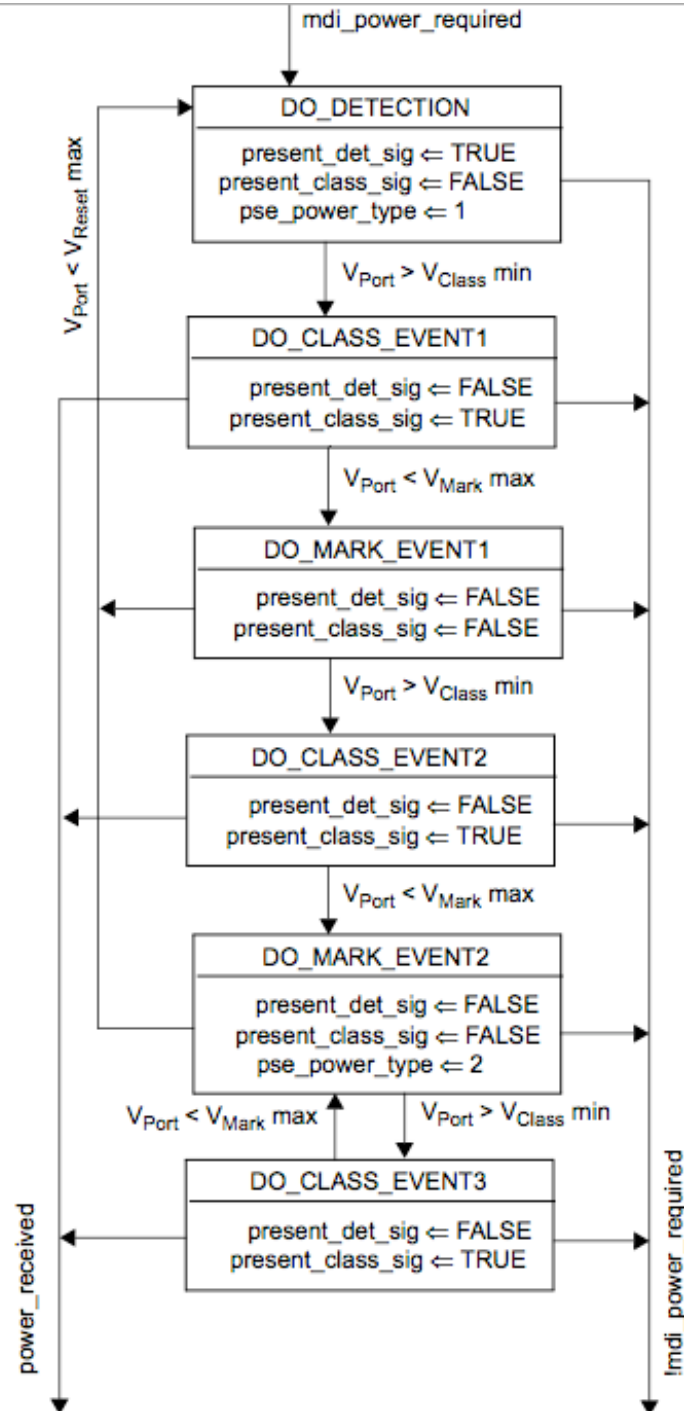 mdi_power_required
DO_DETECTION
present_det_sig ⇐ TRUE
present_class_sig ⇐ FALSE
pse_power_type ⇐ 1
V_Port < V_Reset max
V_Port > V_Class min
DO_CLASS_EVENT1
present_det_sig ⇐ FALSE
present_class_sig ⇐ TRUE
V_Port < V_Mark max
DO_MARK_EVENT1
present_det_sig ⇐ FALSE
present_class_sig ⇐ FALSE
V_Port > V_Class min
DO_CLASS_EVENT2
present_det_sig ⇐ FALSE
present_class_sig ⇐ TRUE
V_Port < V_Mark max
DO_MARK_EVENT2
present_det_sig ⇐ FALSE
present_class_sig ⇐ FALSE
pse_power_type ⇐ 2
V_Port < V_Mark max
V_Port > V_Class min
DO_CLASS_EVENT3
present_det_sig ⇐ FALSE
present_class_sig ⇐ TRUE
power_received
!mdi_power_required